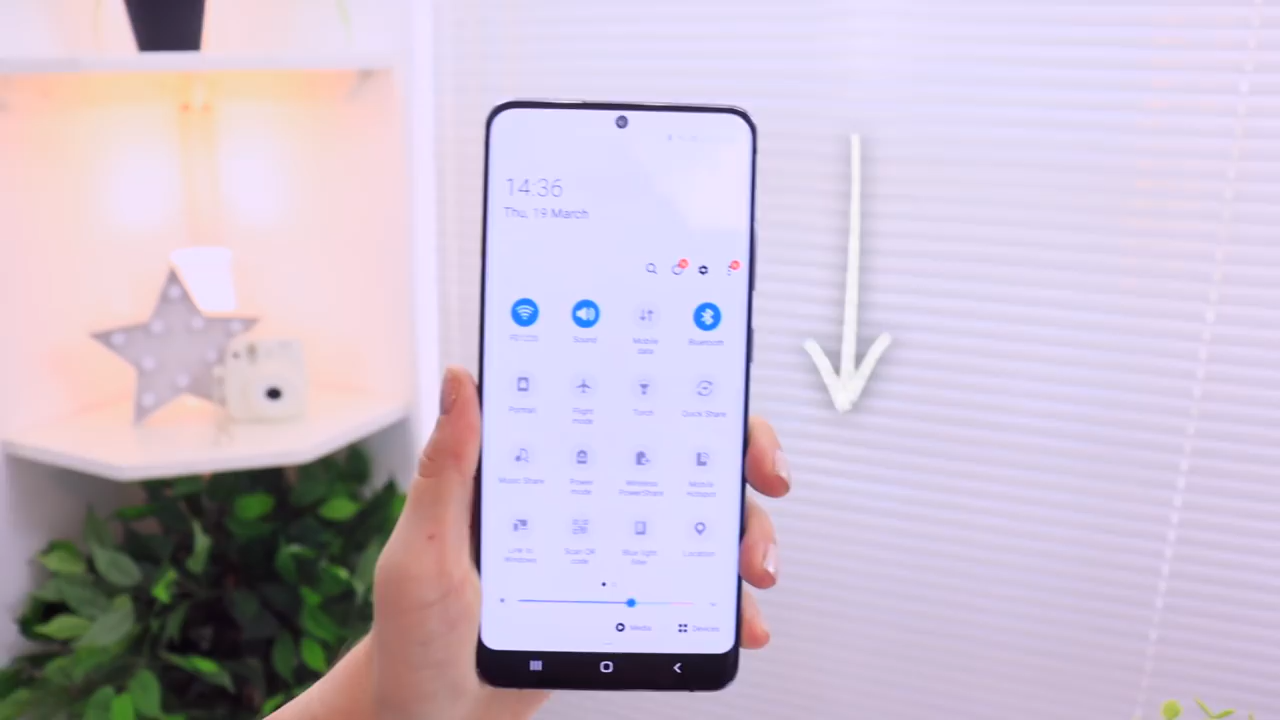 14:36
Thu, 19 March
Sound
Mobile data
Bluetooth
Portrait
Flight mode
Torch
Quick Share
Music Share
Power mode
Wireless PowerShare
Mobile Hotspot
Link to Windows
Scan QR code
Blue light filter
Location
Media
Devices